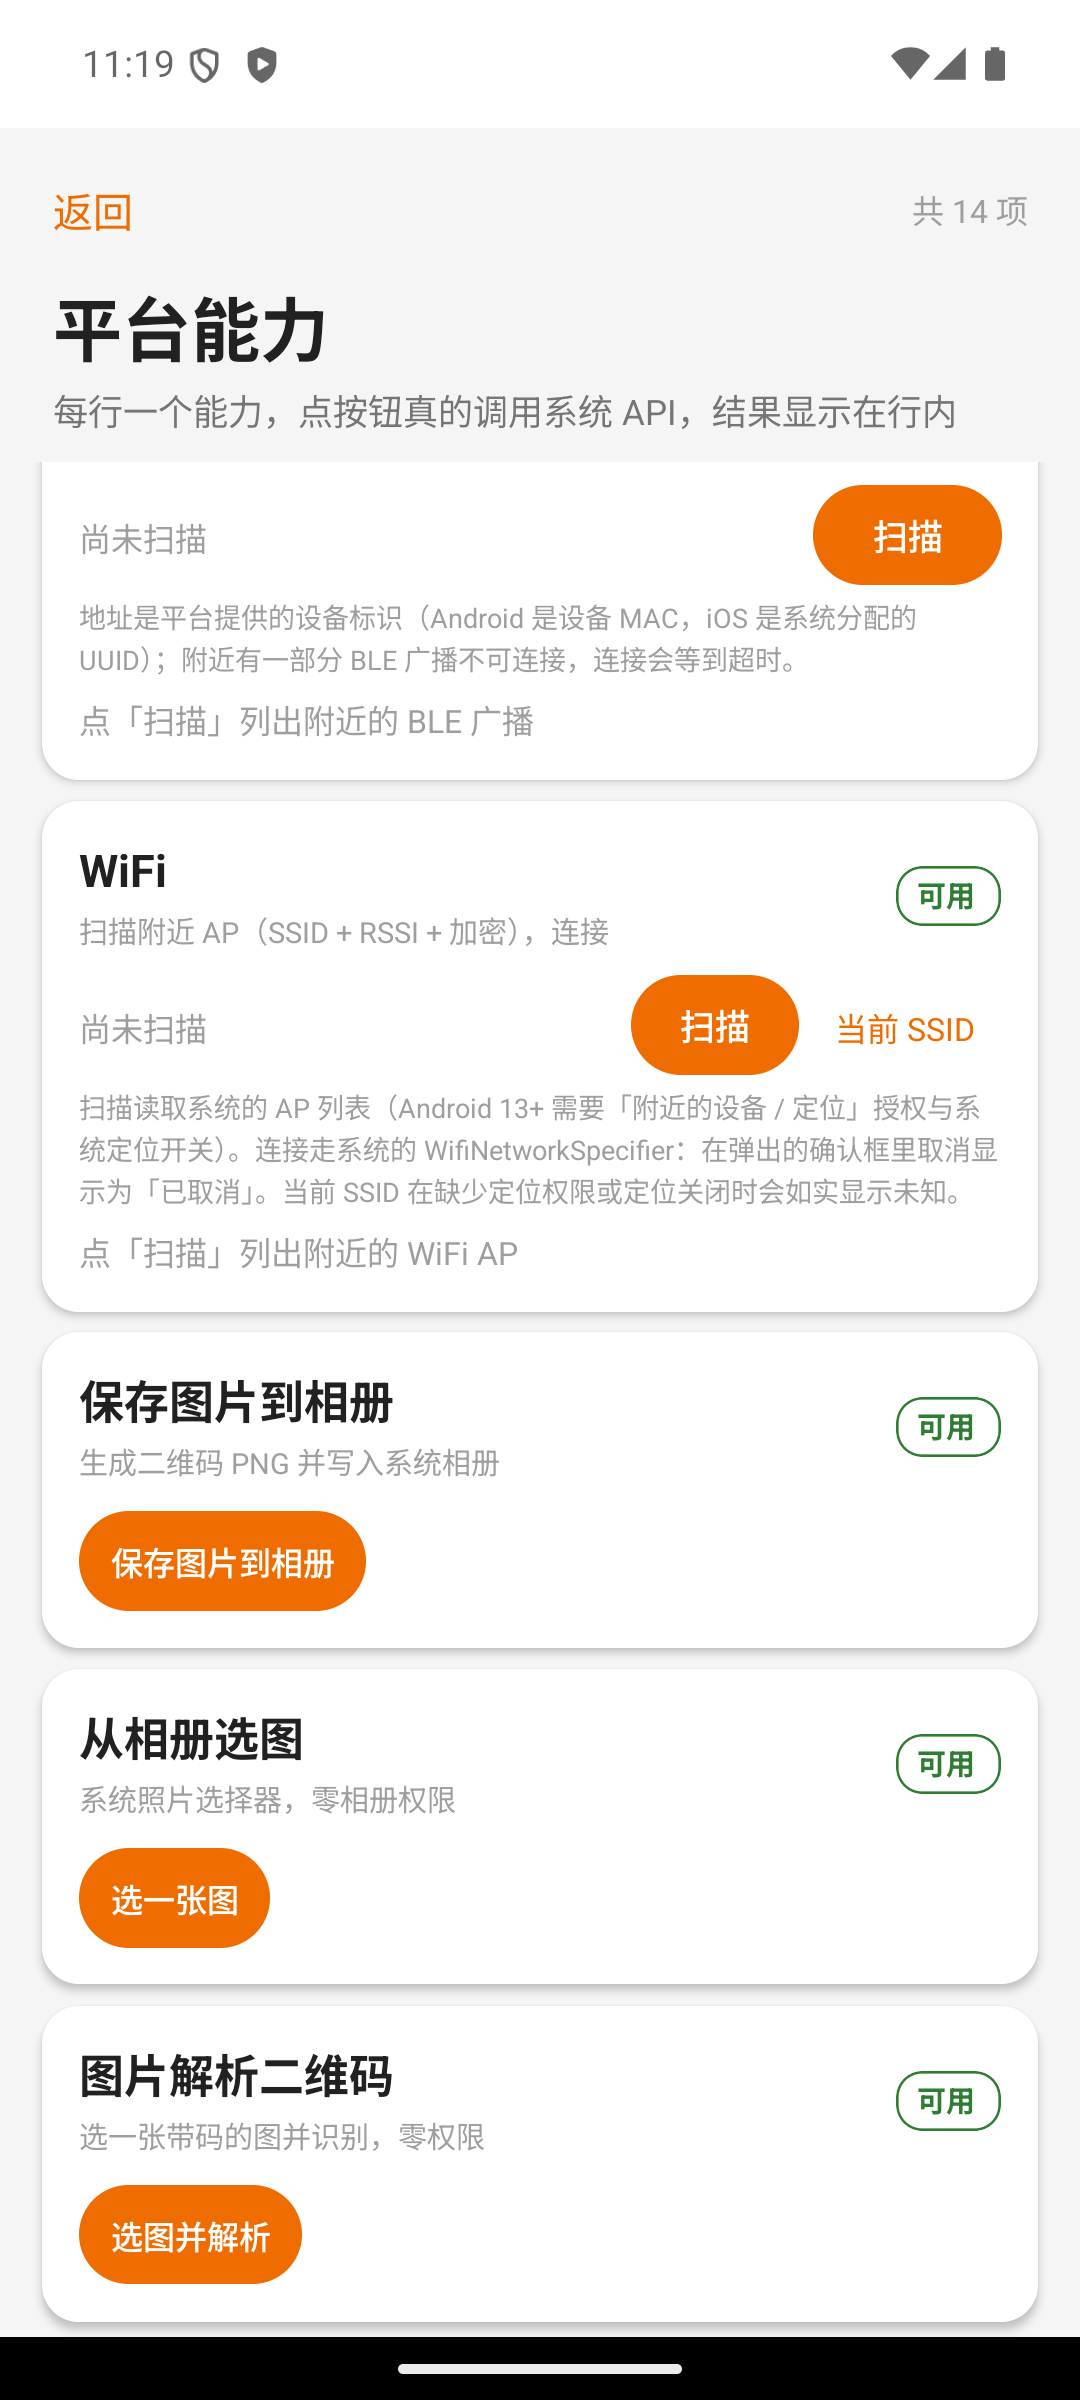 11:19
返回
共 14 项
平台能力
每行一个能力，点按钮真的调用系统 API，结果显示在行内
尚未扫描
扫描
地址是平台提供的设备标识（Android 是设备 MAC，iOS 是系统分配的
UUID）；附近有一部分 BLE 广播不可连接，连接会等到超时。
点「扫描」列出附近的 BLE 广播
WiFi
可用
扫描附近 AP（SSID + RSSI + 加密），连接
尚未扫描
扫描
当前 SSID
扫描读取系统的 AP 列表（Android 13+ 需要「附近的设备 / 定位」授权与系
统定位开关）。连接走系统的 WifiNetworkSpecifier：在弹出的确认框里取消显
示为「已取消」。当前 SSID 在缺少定位权限或定位关闭时会如实显示未知。
点「扫描」列出附近的 WiFi AP
保存图片到相册
可用
生成二维码 PNG 并写入系统相册
保存图片到相册
从相册选图
可用
系统照片选择器，零相册权限
选一张图
图片解析二维码
可用
选一张带码的图并识别，零权限
选图并解析